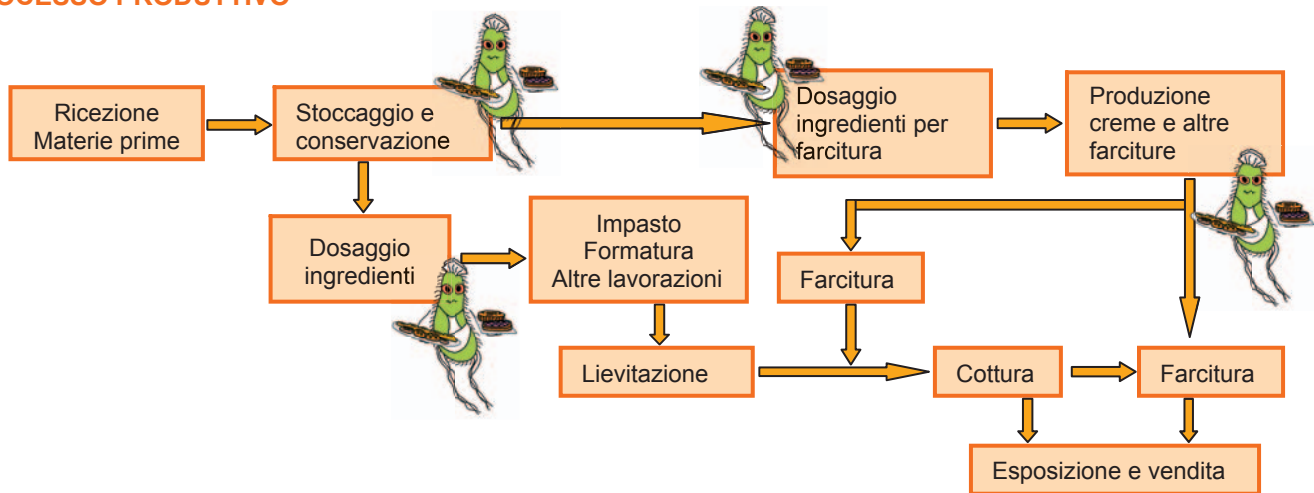 Ricezione
Materie prime
Stoccaggio e
conservazione
Dosaggio
ingredienti per
farcitura
Produzione
creme e altre
farciture
Dosaggio
ingredienti
Impasto
Formatura
Altre lavorazioni
Farcitura
Lievitazione
Cottura
Farcitura
Esposizione e vendita